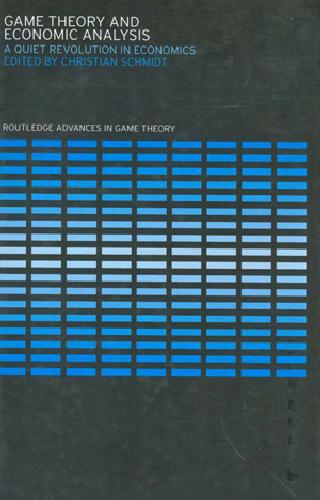 GAME THEORY AND
ECONOMIC ANALYSIS
A QUIET REVOLUTION IN ECONOMICS
EDITED BY CHRISTIAN SCHMIDT
ROUTLEDGE ADVANCES IN GAME THEORY